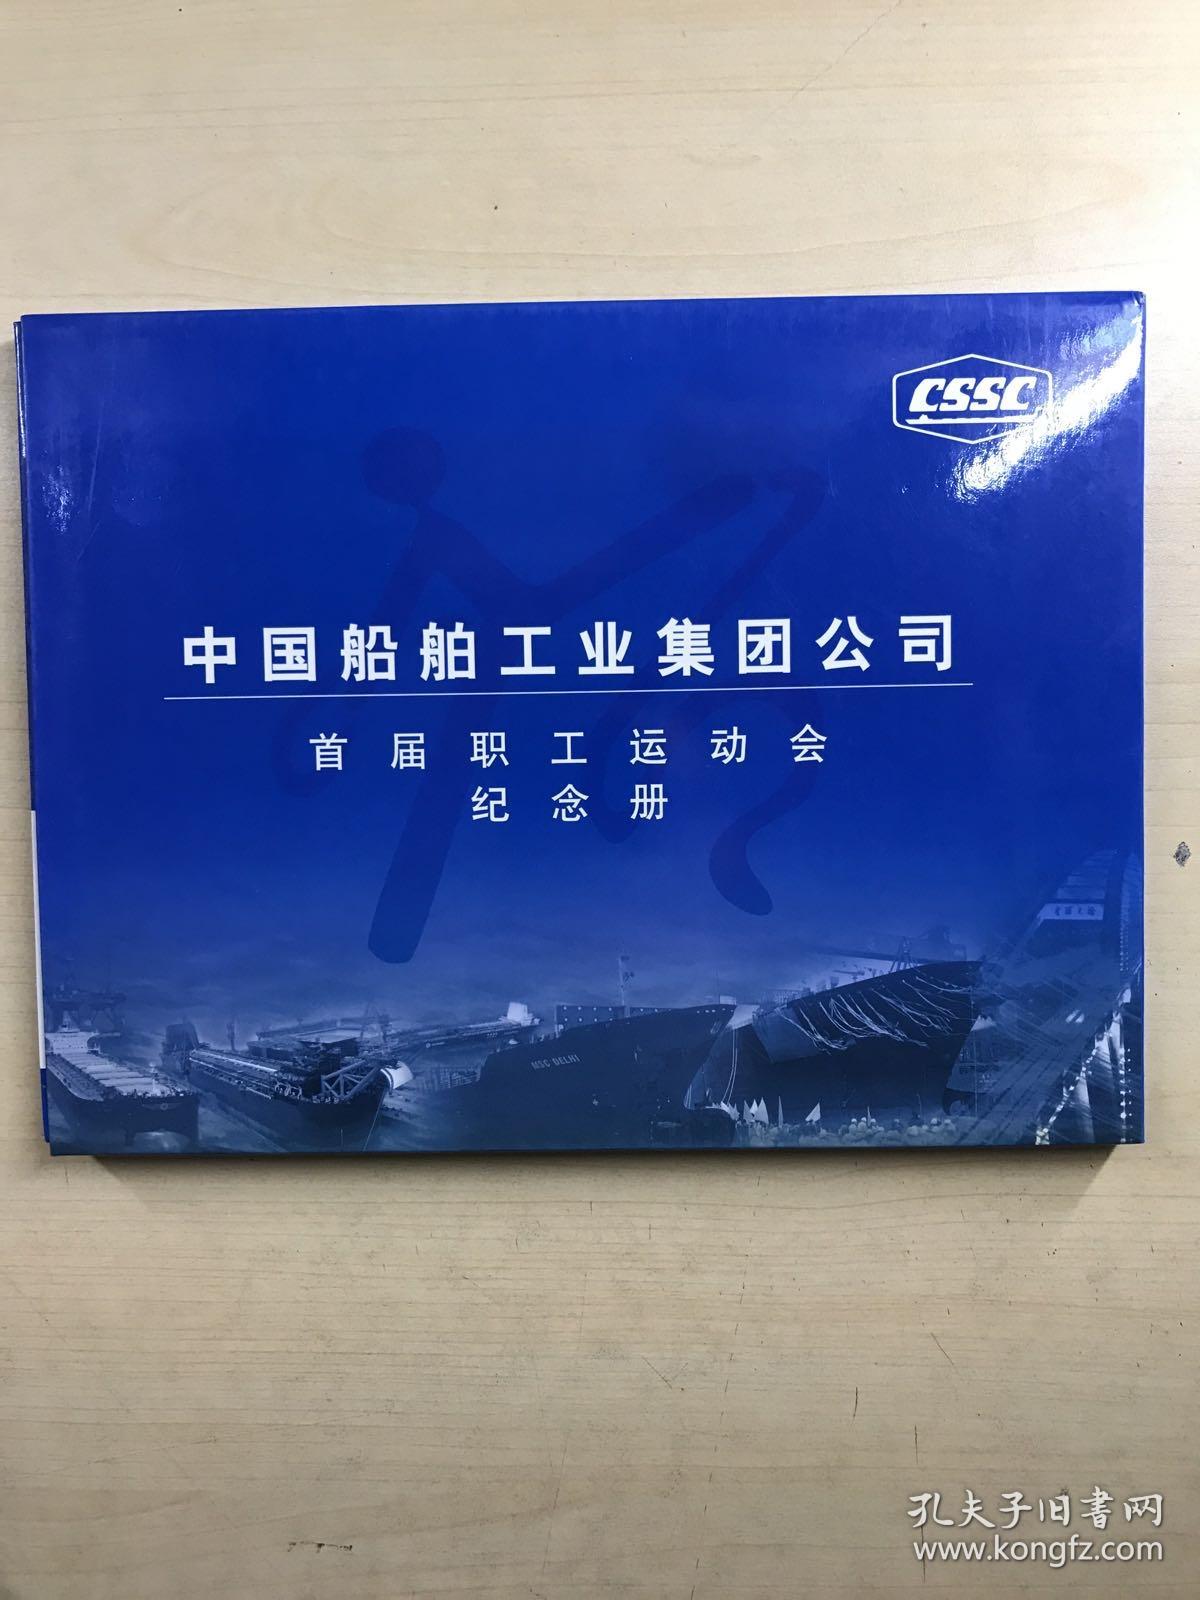 CSSC
中国船舶工业集团公司
首届职工运动会
纪念册
MSC DELHI
孔夫子旧书网
www.kongfz.com